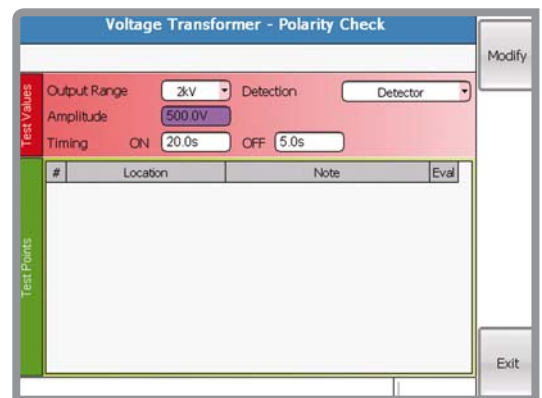 Voltage Transformer - Polarity Check
Modify
Test Values
Output Range 2kV Detection Detector
Amplitude 500.0V
Timing ON 20.0s OFF 5.0s
Test Points
# Location Note Eval
Exit